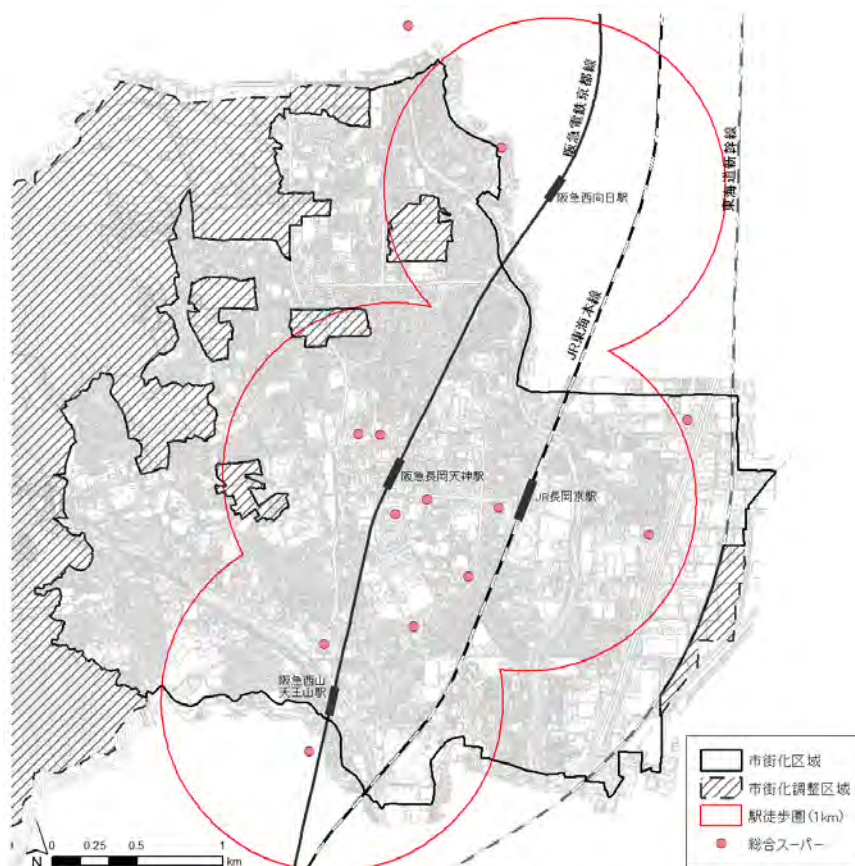 阪急電鉄京都線
東海道新幹線
阪急西向日駅
JR東海本線
阪急長岡天神駅
JR長岡京駅
阪急西山
天王山駅
市街化区域
市街化調整区域
駅徒歩圏(1km)
総合スーパー
N
0 0.25 0.5 1
km